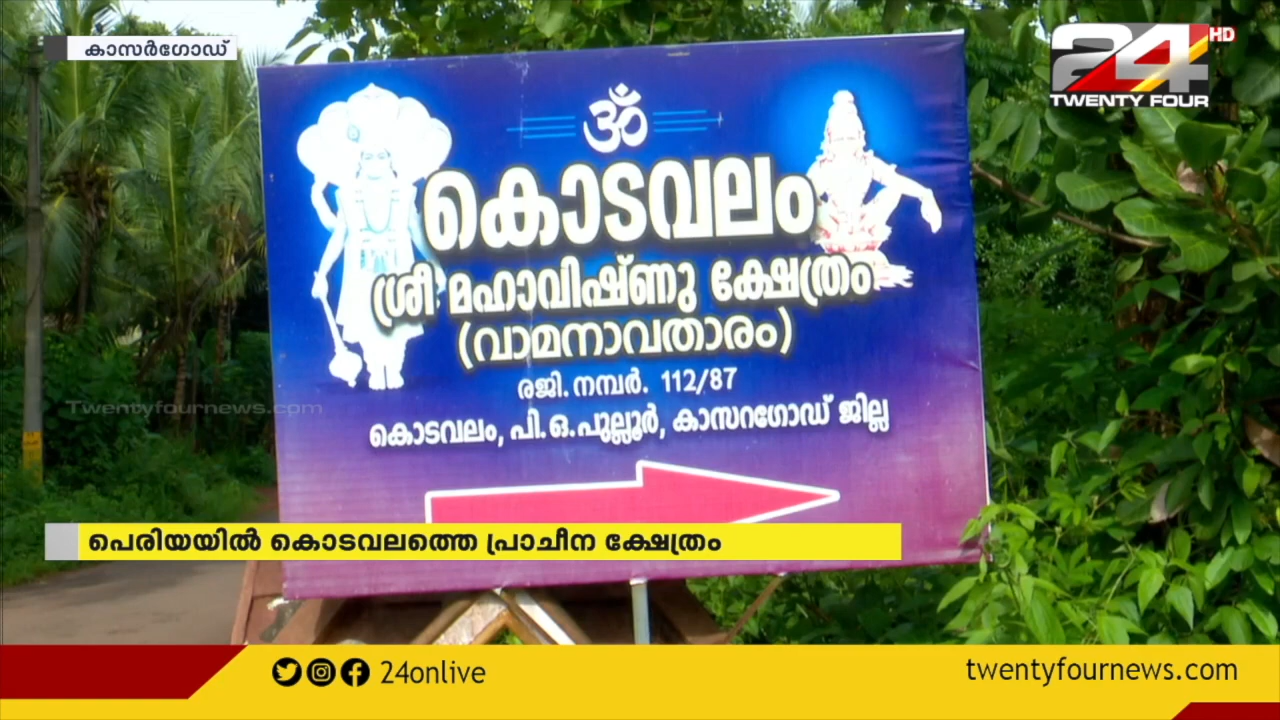 കാസർഗോഡ്
24 HD
TWENTY FOUR
ॐ
കൊടവലം
ശ്രീ മഹാവിഷ്ണു ക്ഷേത്രം
(വാമനാവതാരം)
രജി. നമ്പർ. 112/87
കൊടവലം, പി.ഒ.പുല്ലൂർ, കാസറഗോഡ് ജില്ല
Twentyfournews.com
പെരിയയിൽ കൊടവലത്തെ പ്രാചീന ക്ഷേത്രം
24onlive
twentyfournews.com